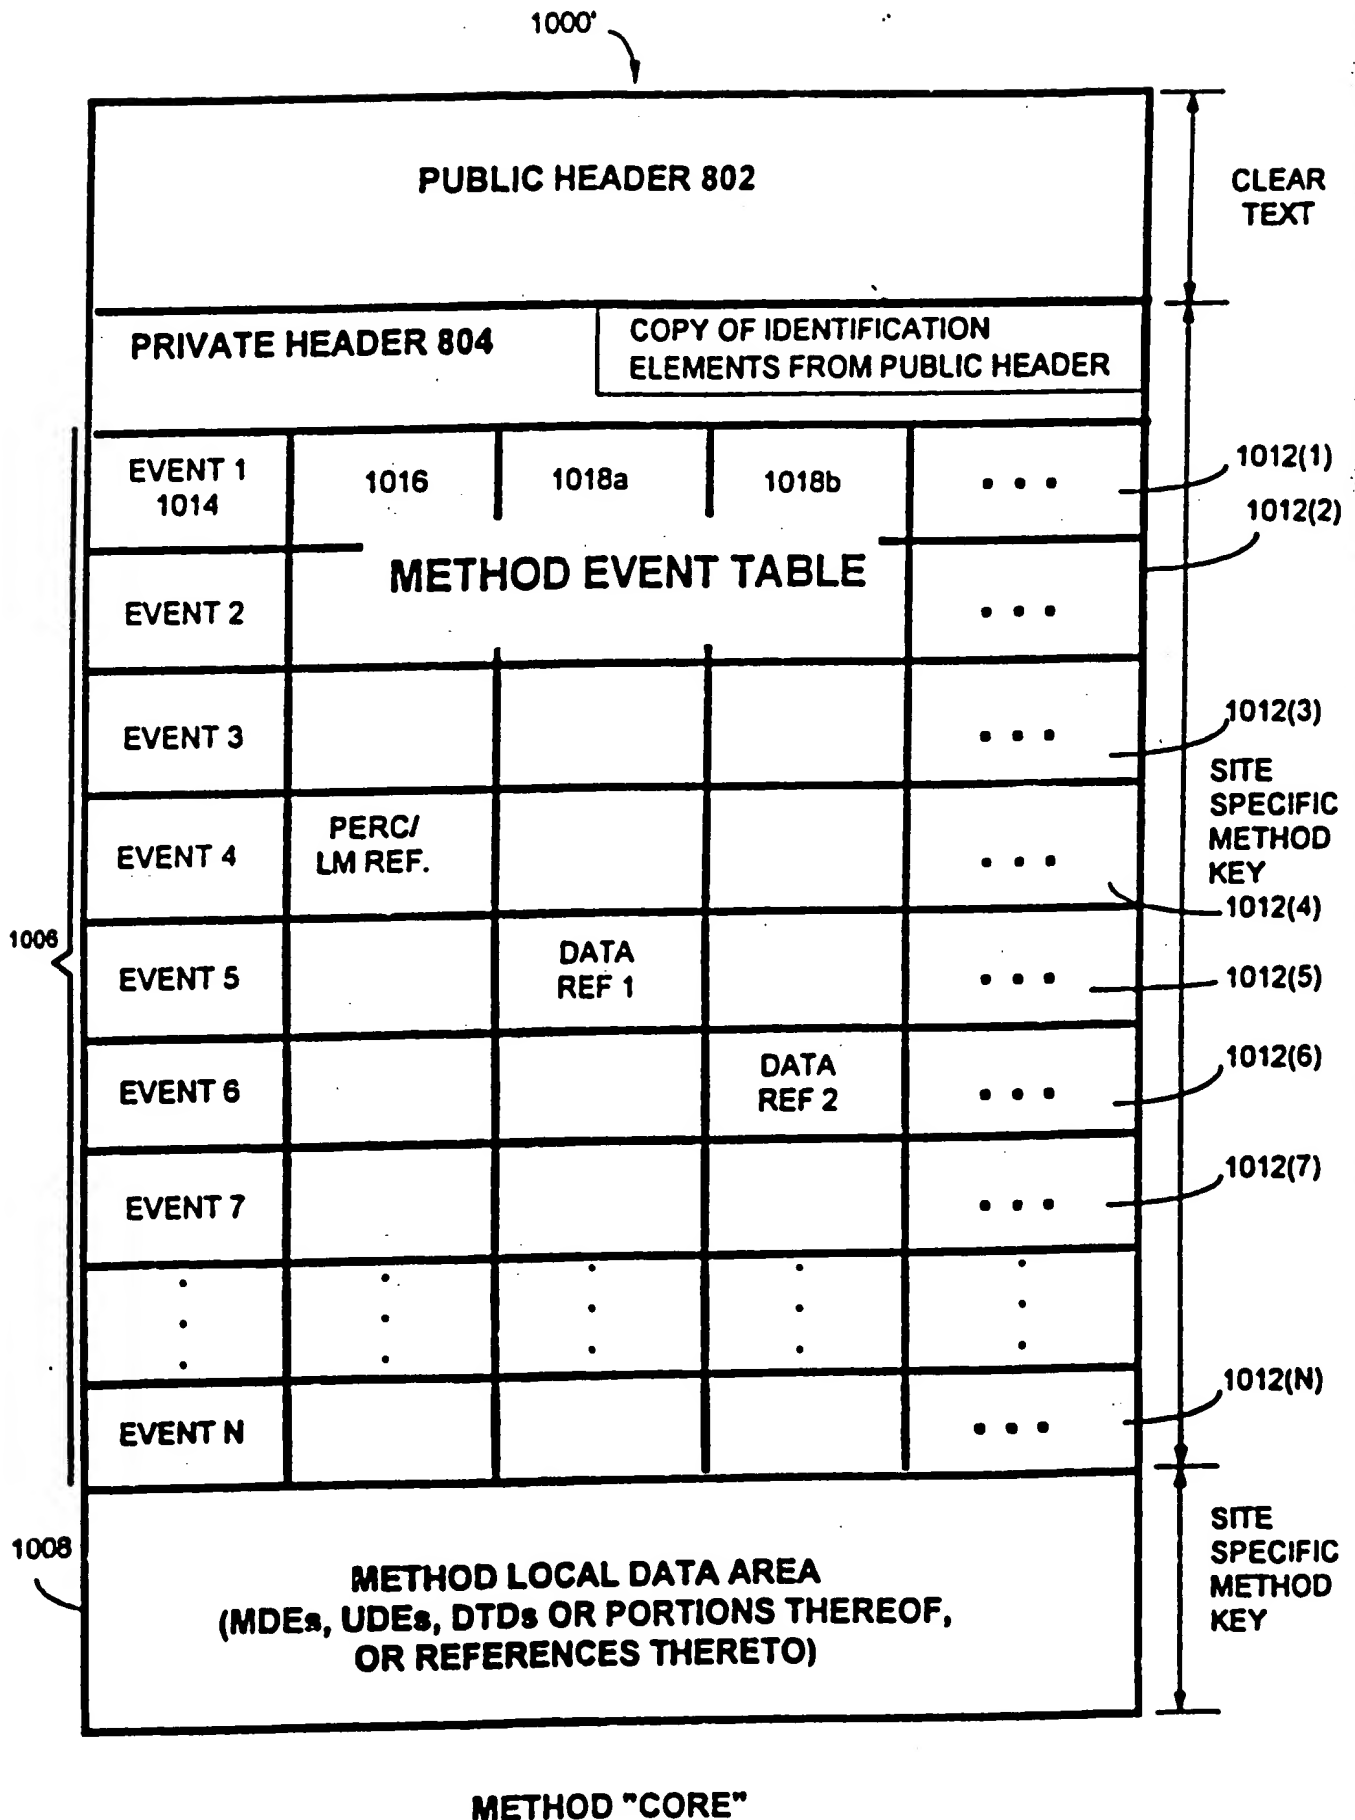 1000'
PUBLIC HEADER 802
CLEAR
TEXT
PRIVATE HEADER 804
COPY OF IDENTIFICATION
ELEMENTS FROM PUBLIC HEADER
EVENT 1
1014
1016
1018a
1018b
• • •
1012(1)
1012(2)
METHOD EVENT TABLE
EVENT 2
• • •
EVENT 3
• • •
1012(3)
SITE
SPECIFIC
METHOD
KEY
EVENT 4
PERC/
LM REF.
• • •
1012(4)
1006
EVENT 5
DATA
REF 1
• • •
1012(5)
EVENT 6
DATA
REF 2
• • •
1012(6)
EVENT 7
• • •
1012(7)
EVENT N
• • •
1012(N)
1008
METHOD LOCAL DATA AREA
(MDEs, UDEs, DTDs OR PORTIONS THEREOF,
OR REFERENCES THERETO)
SITE
SPECIFIC
METHOD
KEY
METHOD "CORE"